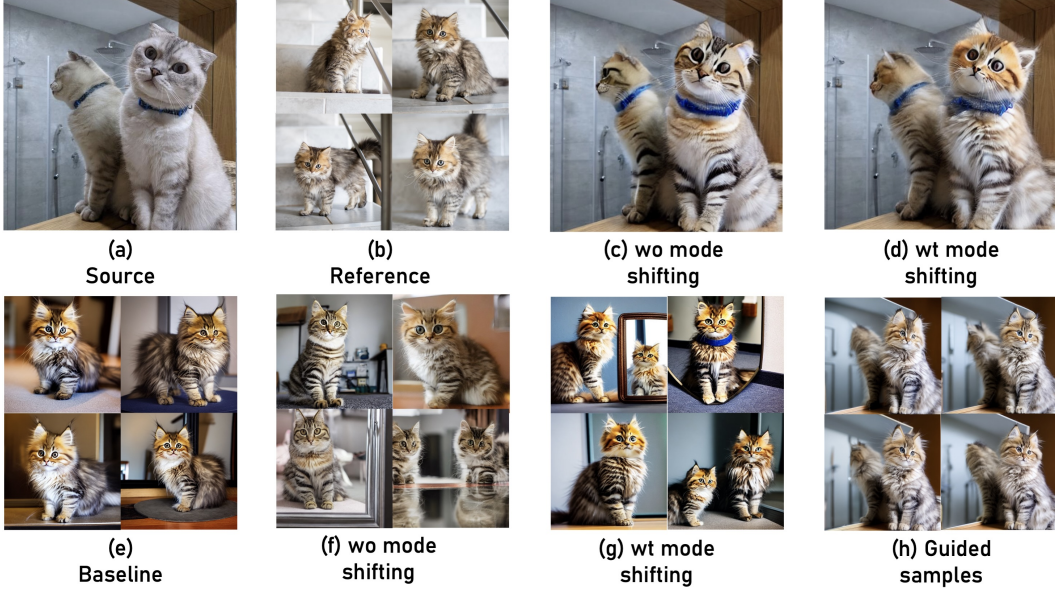 (a)
Source
(b)
Reference
(c) wo mode
shifting
(d) wt mode
shifting
(e)
Baseline
(f) wo mode
shifting
(g) wt mode
shifting
(h) Guided
samples